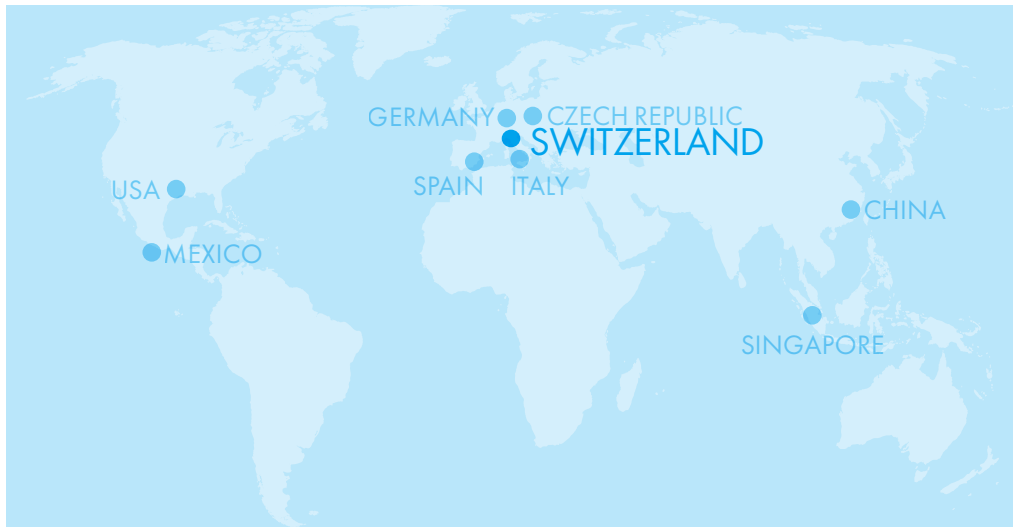 GERMANY
CZECH REPUBLIC
SWITZERLAND
SPAIN
ITALY
USA
CHINA
MEXICO
SINGAPORE